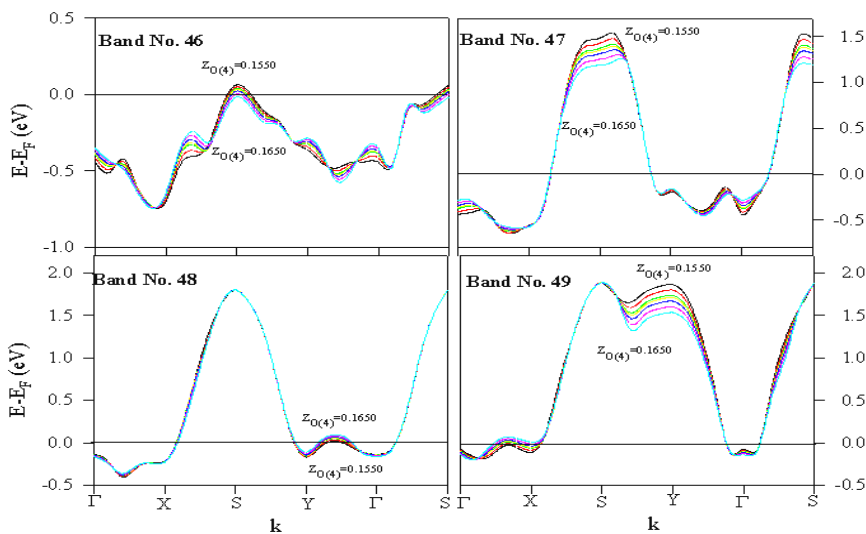 Band No. 46
Band No. 47
E-E_F (eV)
0.5
0.0
-0.5
-1.0
Z_O(4)=0.1550
Z_O(4)=0.1650
Z_O(4)=0.1550
Z_O(4)=0.1650
1.5
1.0
0.5
0.0
-0.5
Band No. 48
Band No. 49
E-E_F (eV)
2.0
1.5
1.0
0.0
-0.5
Z_O(4)=0.1650
Z_O(4)=0.1550
Z_O(4)=0.1550
Z_O(4)=0.1650
2.0
1.5
1.0
0.5
0.0
-0.5
Γ X S Y Γ S
Γ X S Y Γ S
k
k